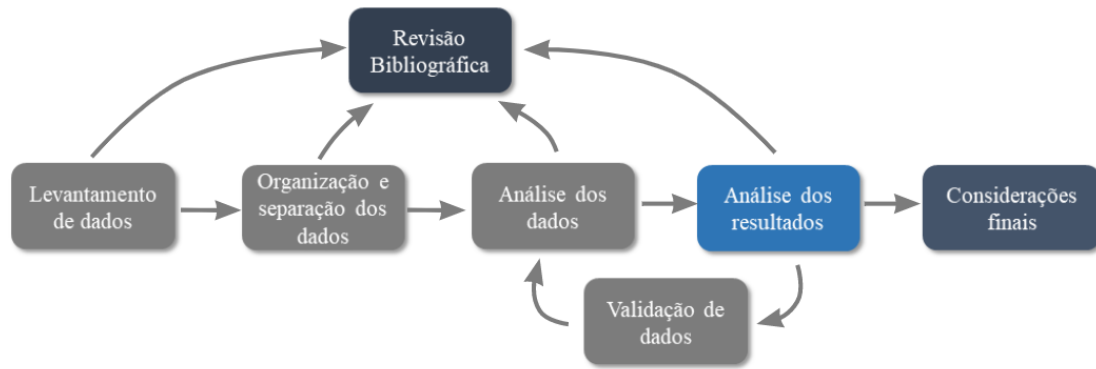 Revisão
Bibliográfica
Levantamento
de dados
Organização e
separação dos
dados
Análise dos
dados
Análise dos
resultados
Considerações
finais
Validação de
dados